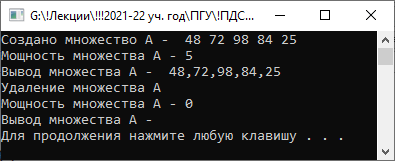 G:\!Лекции\!!!2021-22 уч. год\ПГУ\!ПДС...
Создано множество А -  48 72 98 84 25
Мощность множества А - 5
Вывод множества А -  48,72,98,84,25
Удаление множества А
Мощность множества А - 0
Вывод множества А -
Для продолжения нажмите любую клавишу . . .